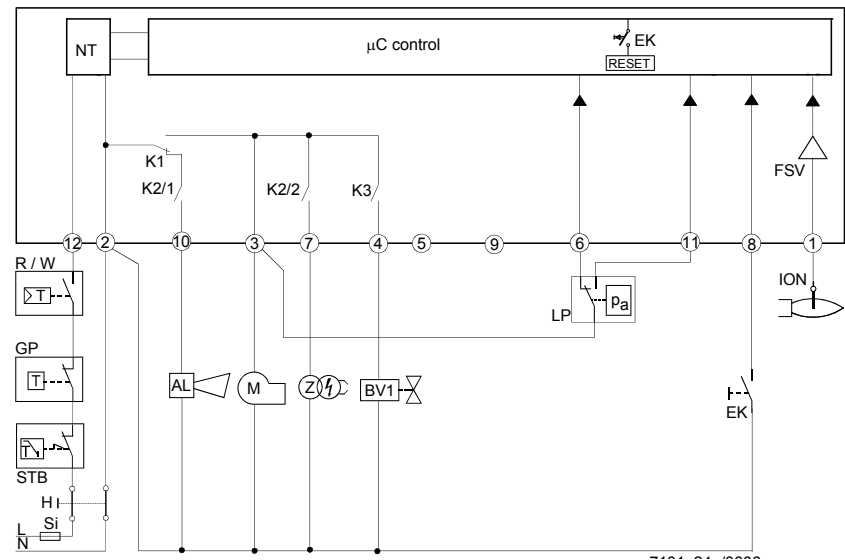 NT
µC control
EK
RESET
FSV
K1
K2/1
K2/2
K3
12
2
10
3
7
4
5
9
6
11
8
1
R / W
T
GP
T
STB
T
H
L
Si
N
AL
M
Z
BV1
LP
pa
EK
ION